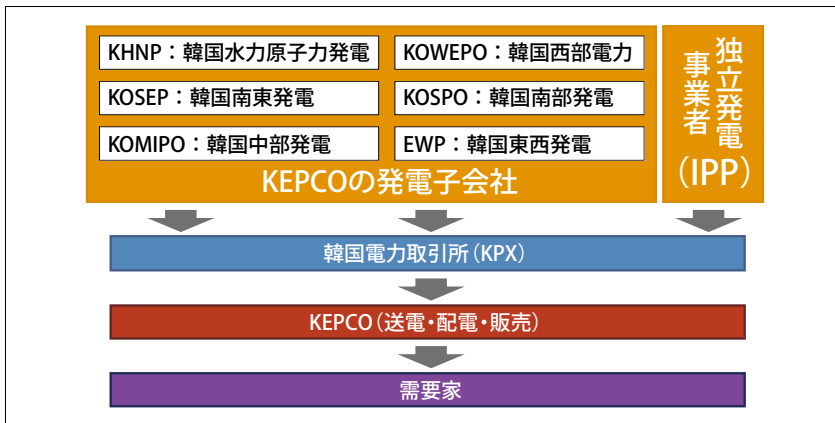 KHNP：韓国水力原子力発電
KOWEPO：韓国西部電力
KOSEP：韓国南東発電
KOSPO：韓国南部発電
KOMIPO：韓国中部発電
EWP：韓国東西発電
KEPCOの発電子会社
独立発電
事業者
（IPP）
韓国電力取引所（KPX）
KEPCO（送電・配電・販売）
需要家